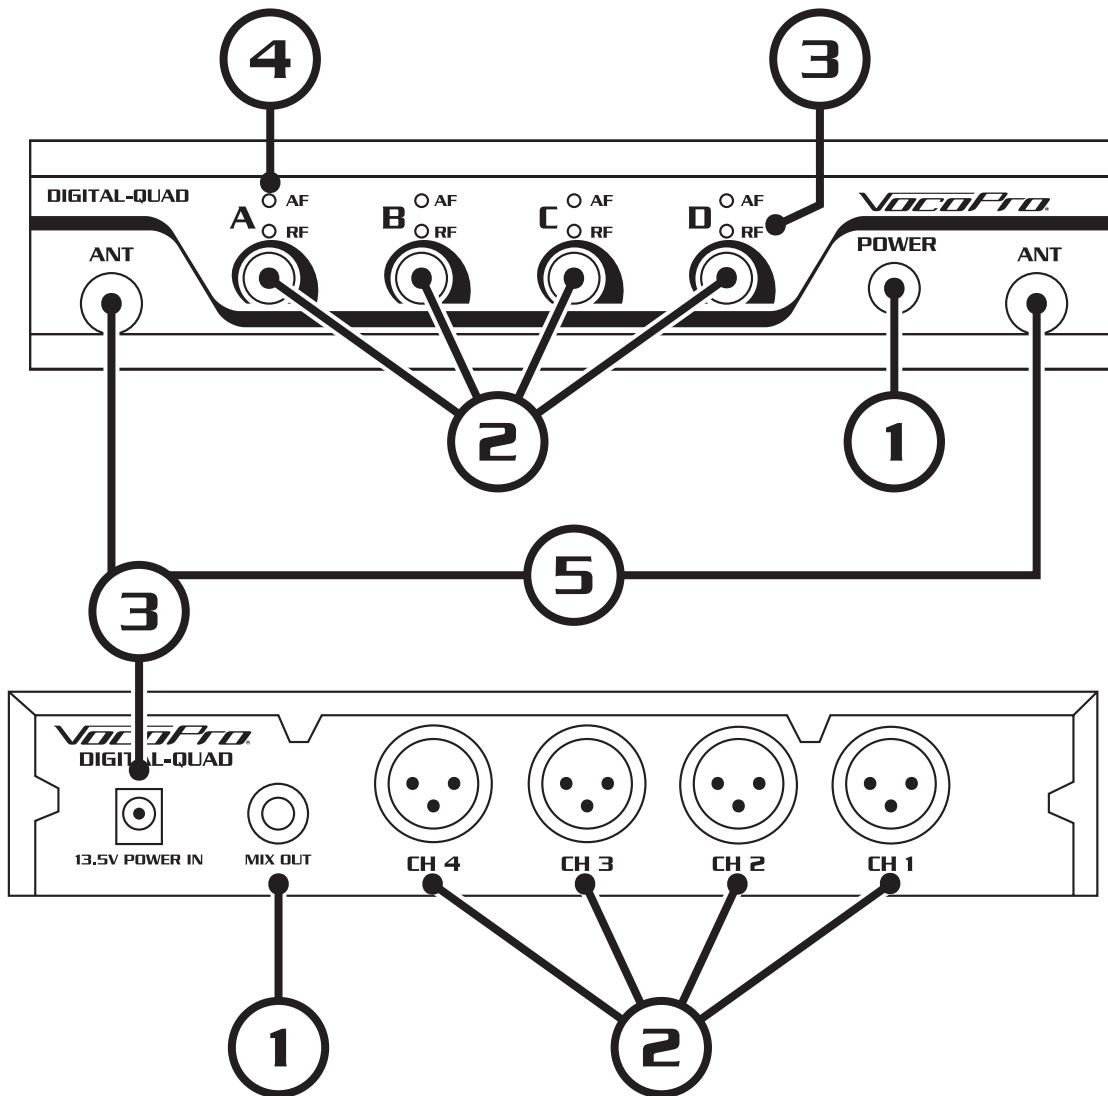 4 3
DIGITAL-QUAD A AF B AF C AF D AF VocoPro
RF RF RF RF
ANT POWER ANT
2 1
5
3
VocoPro
DIGITAL-QUAD
13.5V POWER IN MIX OUT CH 4 CH 3 CH 2 CH 1
1 2